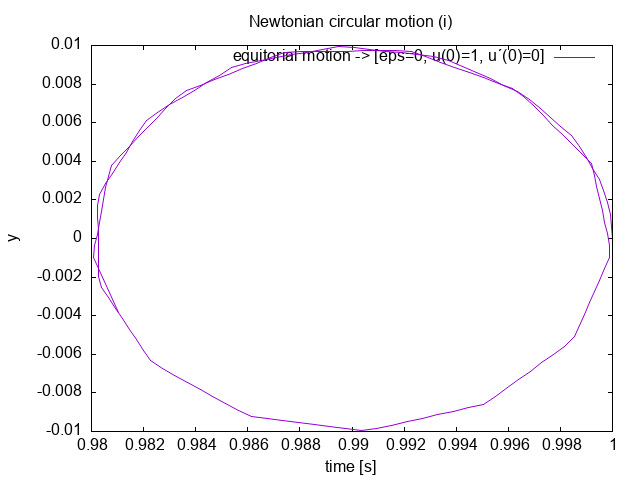 Newtonian circular motion (i)
equitorial motion -> [eps=0, u(0)=1, u´(0)=0]
0.01
0.008
0.006
0.004
0.002
0
-0.002
-0.004
-0.006
-0.008
-0.01
y
0.98 0.982 0.984 0.986 0.988 0.99 0.992 0.994 0.996 0.998 1
time [s]